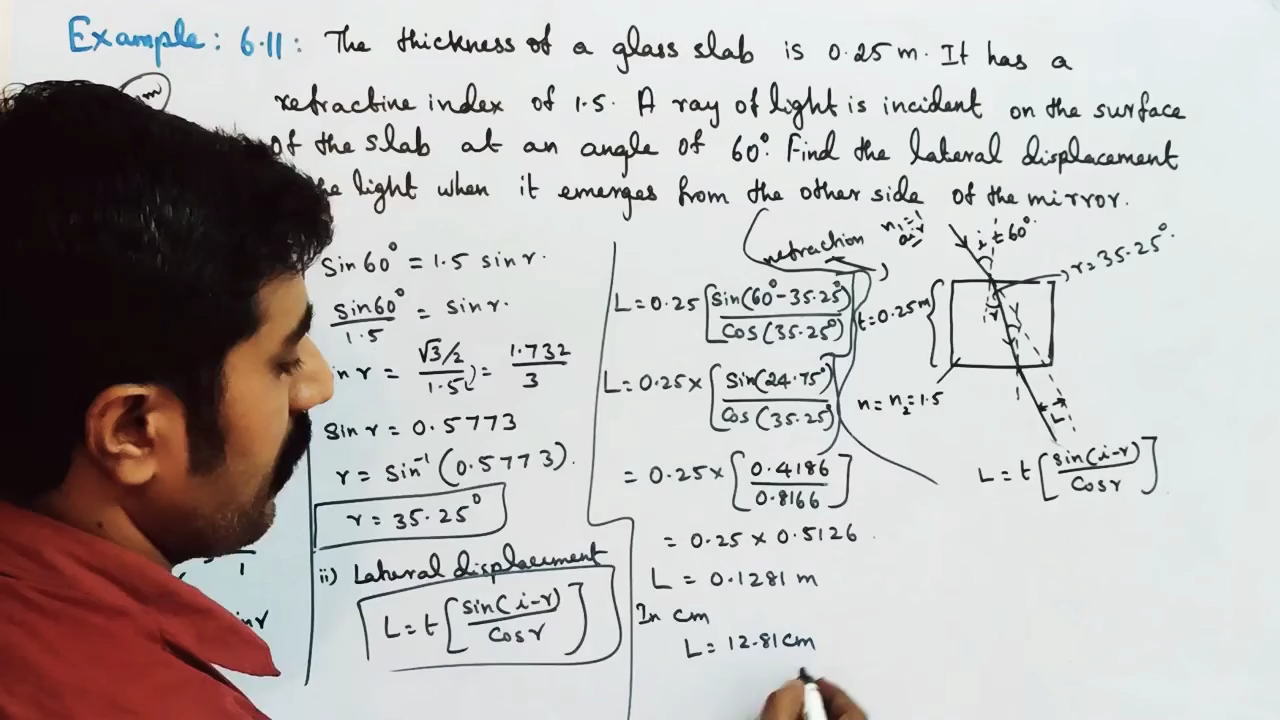 Example: 6.11: The thickness of a glass slab is 0.25 m. It has a
refractive index of 1.5. A ray of light is incident on the surface
of the slab at an angle of 60°. Find the lateral displacement
the light when it emerges from the other side of the mirror.
Sin60° = 1.5 sin r.
Sin60° / 1.5 = sin r.
in r = √3/2 / 1.5 = 1.732 / 3
Sin r = 0.5773
r = Sin⁻¹ (0.5773).
r = 35.25°
ii) Lateral displacement
L = t [sin(i-r) / Cos r]
L = 0.25 [sin(60°-35.25°) / Cos(35.25°)]
L = 0.25 × [Sin(24.75°) / Cos(35.25°)]
= 0.25 × [0.4186 / 0.8166]
= 0.25 × 0.5126
L = 0.1281 m
In cm
L = 12.81cm
refraction
n₁=1
air
i = 60°.
r = 35.25°.
t = 0.25m
r
n = n₂ = 1.5
L
L = t [sin(i-r) / Cos r]